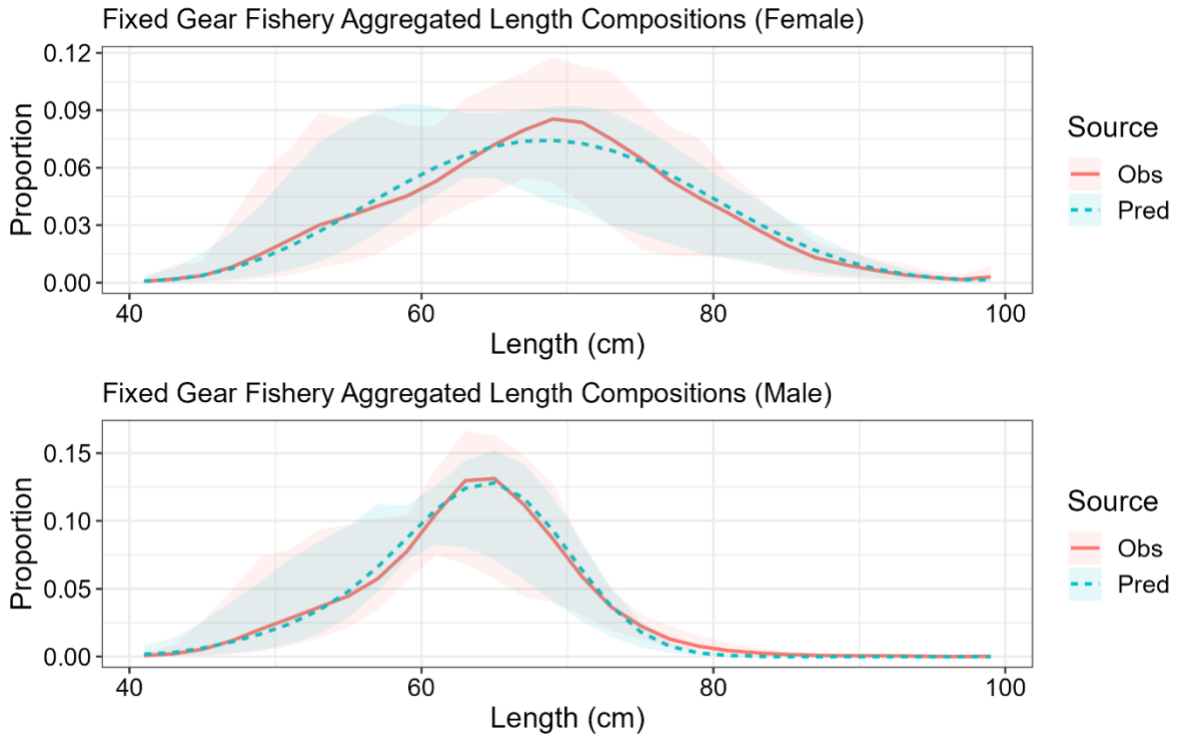 Fixed Gear Fishery Aggregated Length Compositions (Female)
0.12
0.09
0.06
0.03
0.00
Proportion
40 60 80 100
Length (cm)
Source
Obs
Pred
Fixed Gear Fishery Aggregated Length Compositions (Male)
0.15
0.10
0.05
0.00
Proportion
40 60 80 100
Length (cm)
Source
Obs
Pred